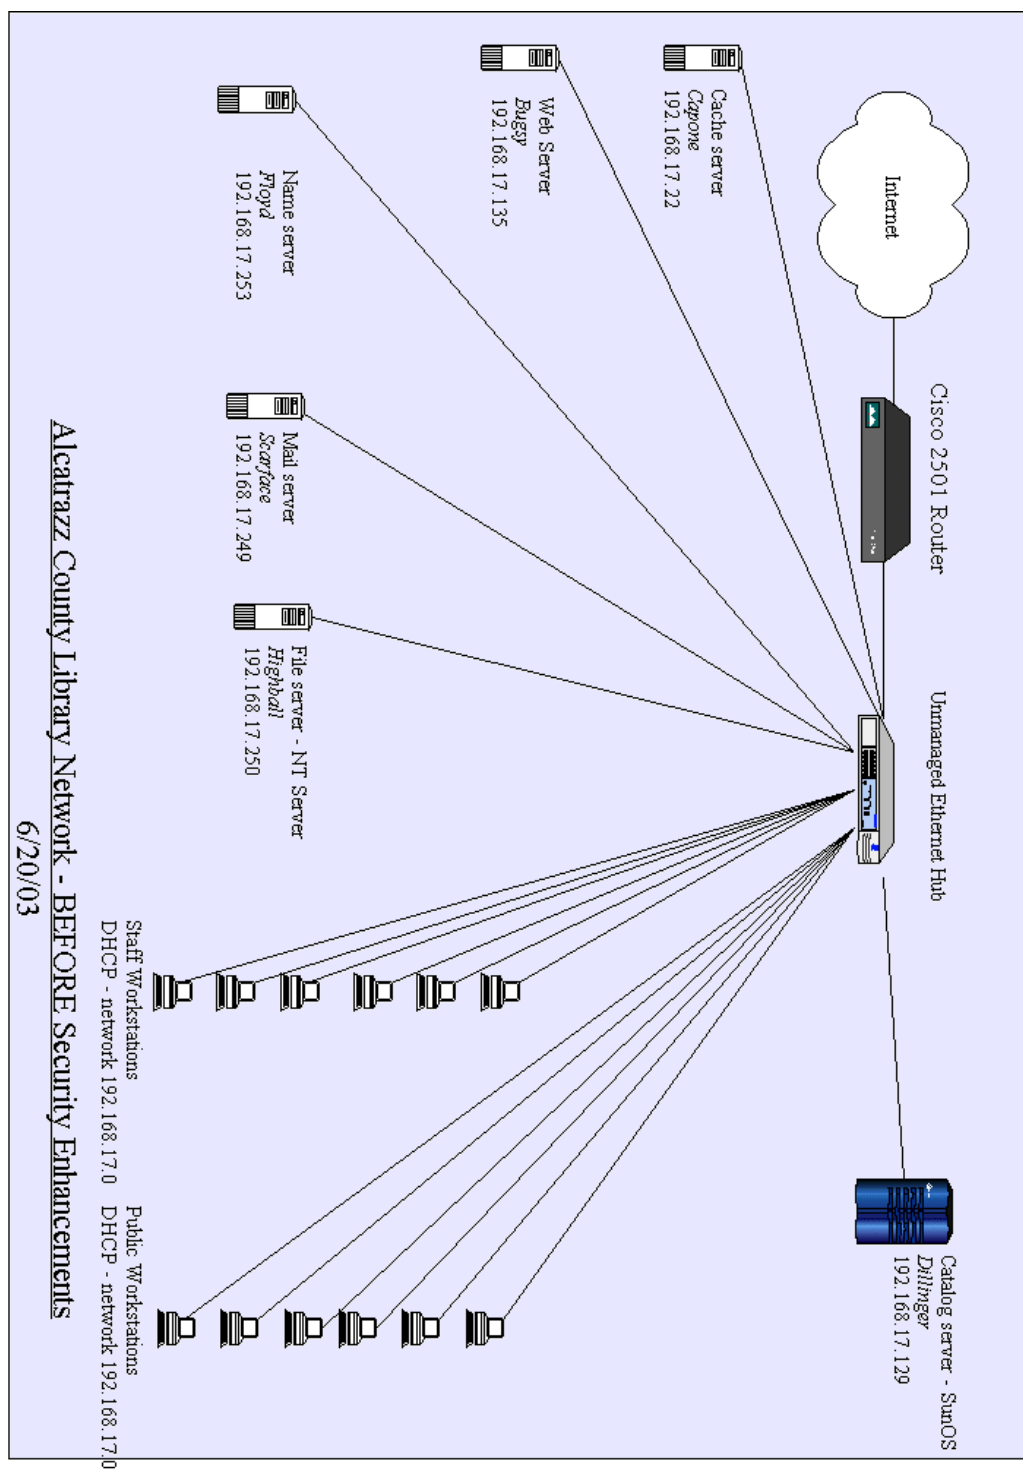 Internet
Cisco 2501 Router
Unmanaged Ethernet Hub
Catalog server - SunOS
Dillinger
192.168.17.129
Cache server
Capone
192.168.17.22
Web Server
Bugsy
192.168.17.135
Name server
Floyd
192.168.17.253
Mail server
Scarface
192.168.17.249
File server - NT Server
Highball
192.168.17.250
Staff Workstations
DHCP - network 192.168.17.0
Public Workstations
DHCP - network 192.168.17.0
Alcatrazz County Library Network - BEFORE Security Enhancements
6/20/03